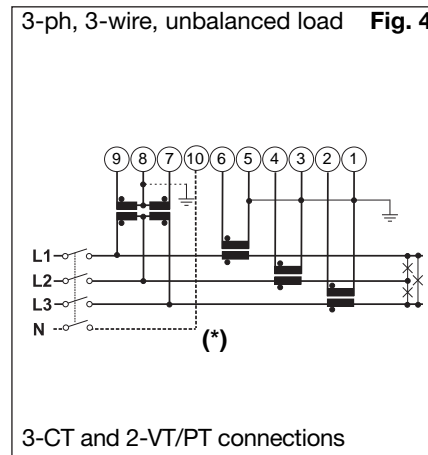 3-ph, 3-wire, unbalanced load Fig. 4
9 8 7 10 6 5 4 3 2 1
L1
L2
L3
N
(*)
3-CT and 2-VT/PT connections